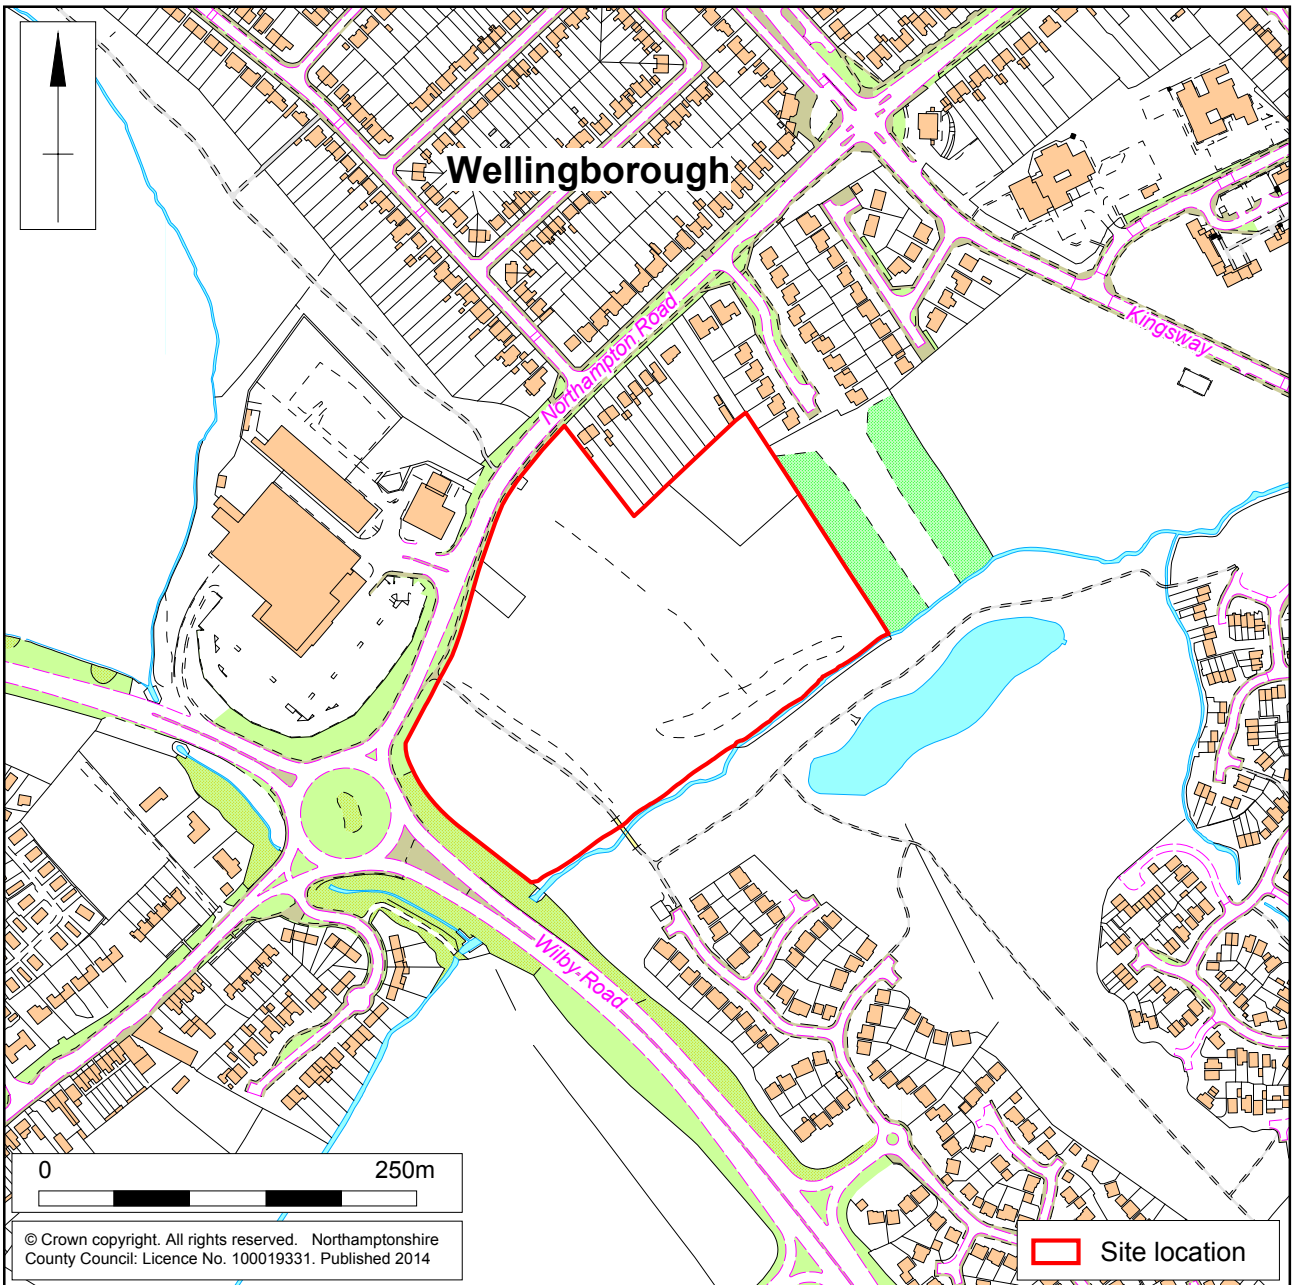 Wellingborough
Northampton Road
Kingsway
Wilby Road
0 250m
© Crown copyright. All rights reserved. Northamptonshire
County Council: Licence No. 100019331. Published 2014
Site location